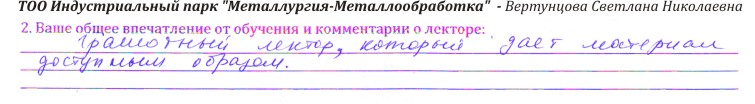 ТОО Индустриальный парк "Металлургия-Металлообработка" - Вертунцова Светлана Николаевна
2. Ваше общее впечатление от обучения и комментарии о лекторе:
Грамотный лектор, который дает материал
доступным образом.